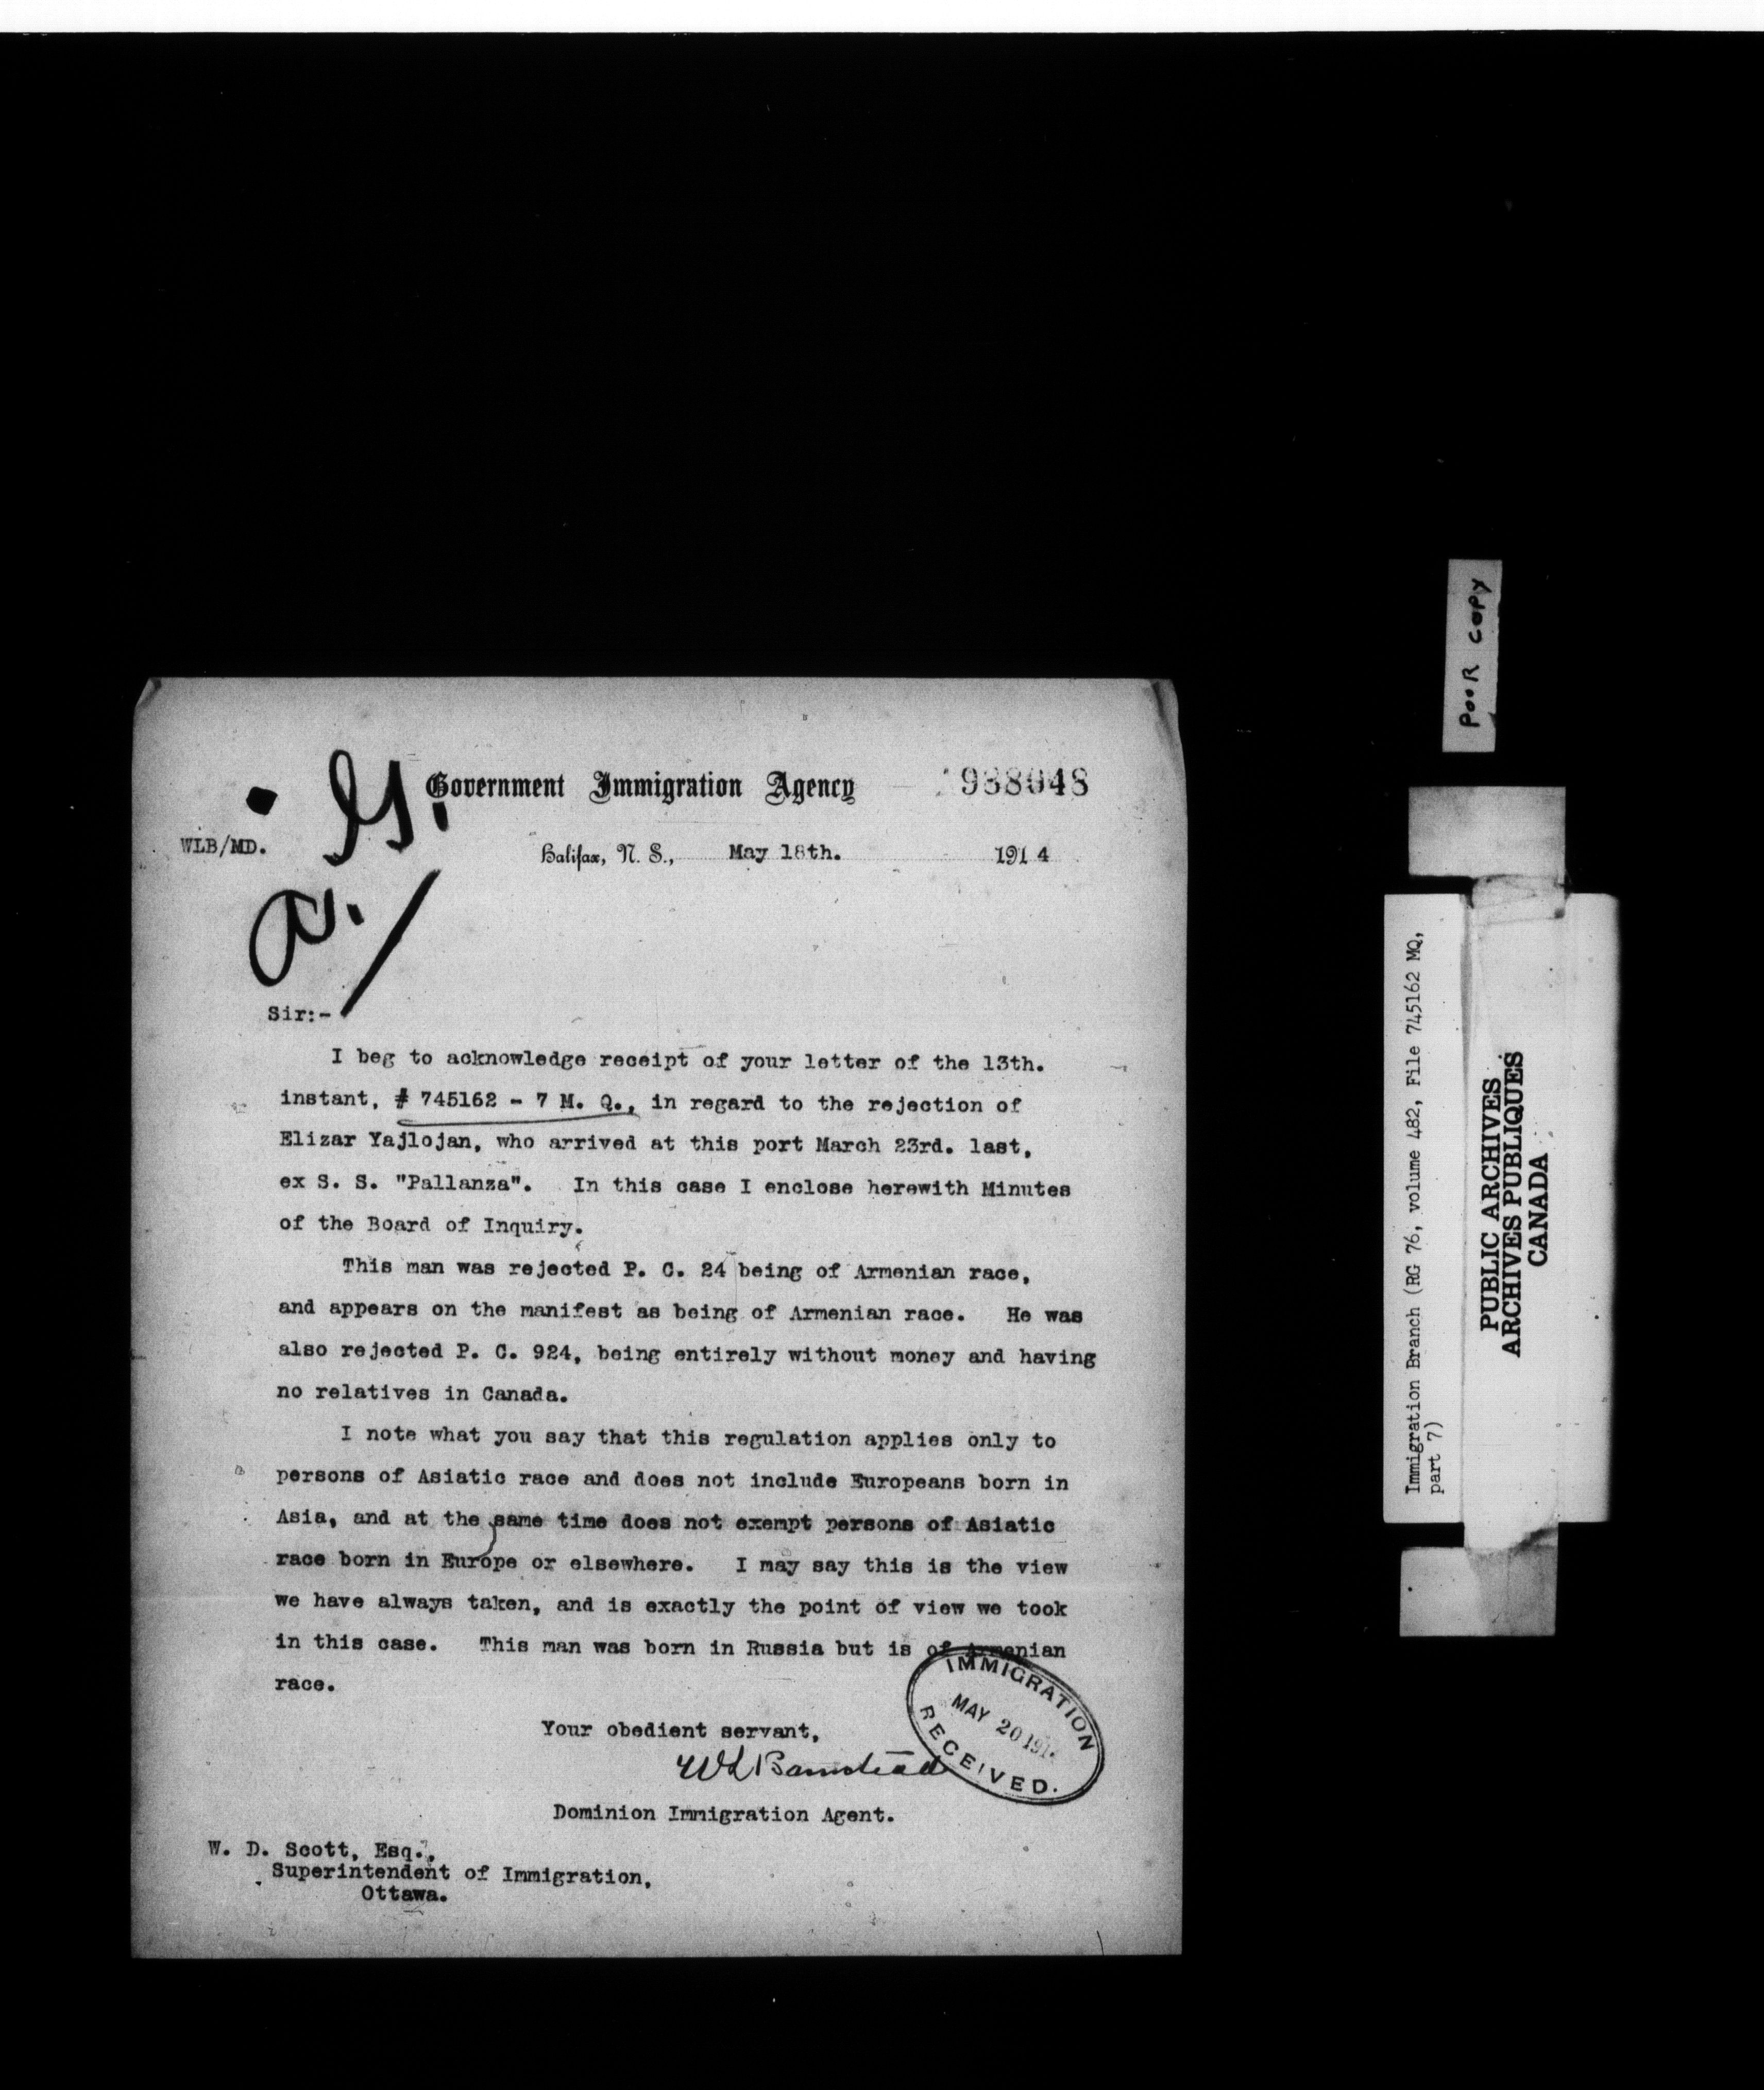 Government Immigration Agency
938048
WLB/MD.
Halifax, N. S., May 18th. 1914
a.
Sir:-
I beg to acknowledge receipt of your letter of the 13th.
instant, # 745162 - 7 M. Q., in regard to the rejection of
Elizar Yajlojan, who arrived at this port March 23rd. last,
ex S. S. "Pallanza". In this case I enclose herewith Minutes
of the Board of Inquiry.
This man was rejected P. C. 24 being of Armenian race,
and appears on the manifest as being of Armenian race. He was
also rejected P. C. 924, being entirely without money and having
no relatives in Canada.
I note what you say that this regulation applies only to
persons of Asiatic race and does not include Europeans born in
Asia, and at the same time does not exempt persons of Asiatic
race born in Europe or elsewhere. I may say this is the view
we have always taken, and is exactly the point of view we took
in this case. This man was born in Russia but is of Armenian
race.
Your obedient servant,
WLBarnstead
Dominion Immigration Agent.
IMMIGRATION
MAY 20 191
RECEIVED.
W. D. Scott, Esq.,
Superintendent of Immigration,
Ottawa.
Poor copy
Immigration Branch (RG 76, volume 482, File 745162 MQ,
part 7)
PUBLIC ARCHIVES
ARCHIVES PUBLIQUES
CANADA